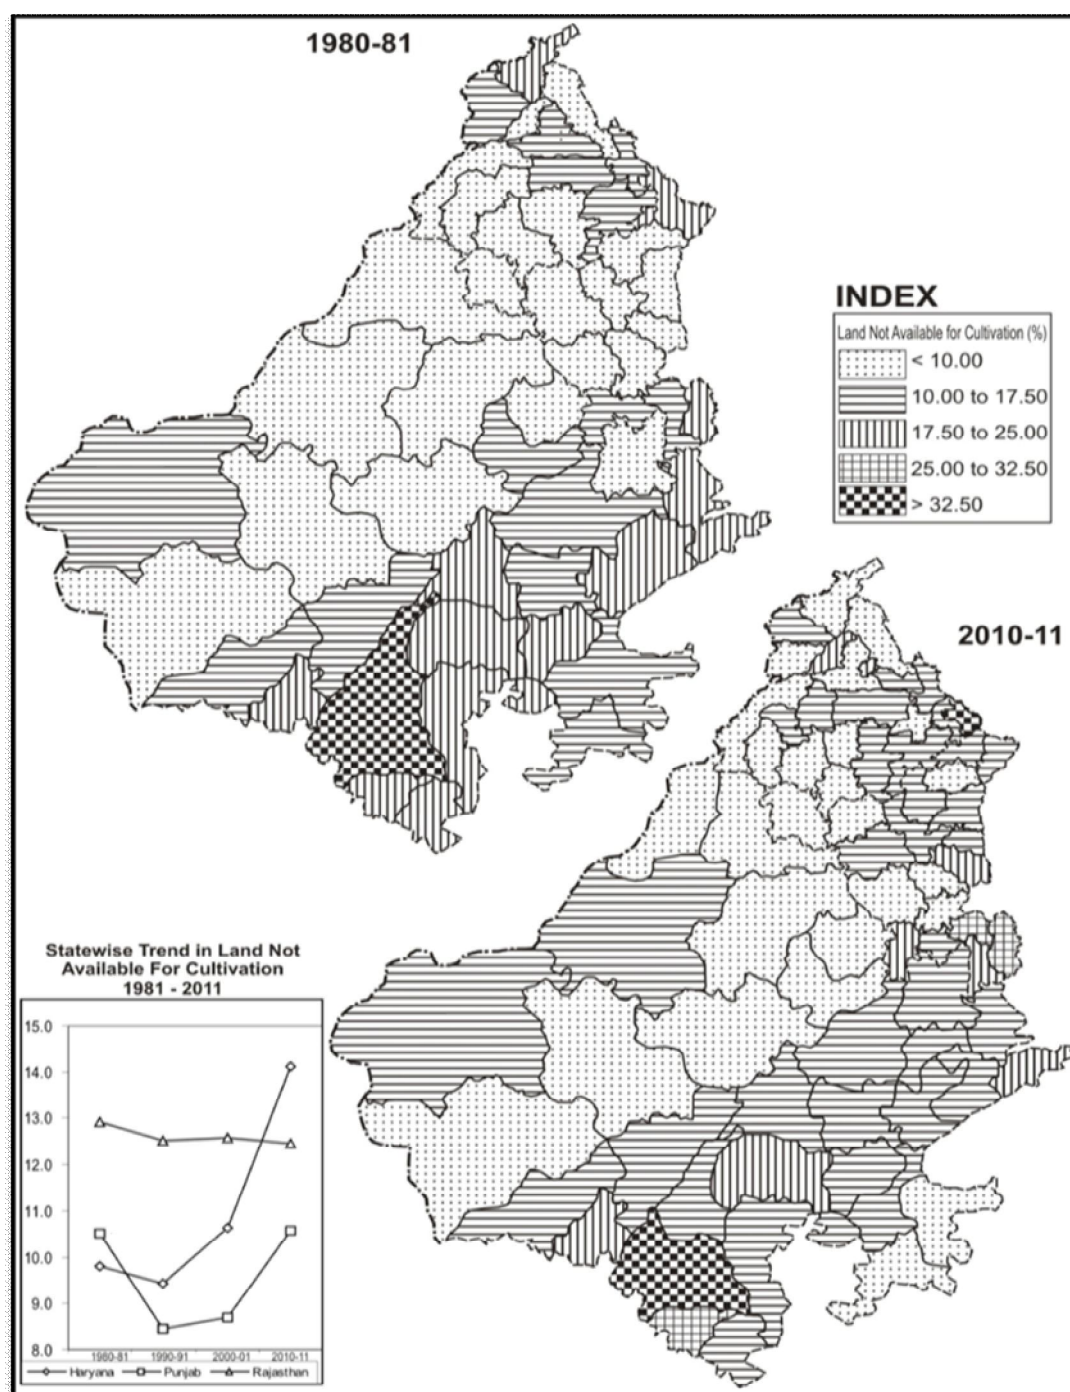 1980-81
INDEX
Land Not Available for Cultivation (%)
< 10.00
10.00 to 17.50
17.50 to 25.00
25.00 to 32.50
> 32.50
2010-11
Statewise Trend in Land Not
Available For Cultivation
1981 - 2011
15.0
14.0
13.0
12.0
11.0
10.0
9.0
8.0
1980-81 1990-91 2000-01 2010-11
Haryana Punjab Rajasthan